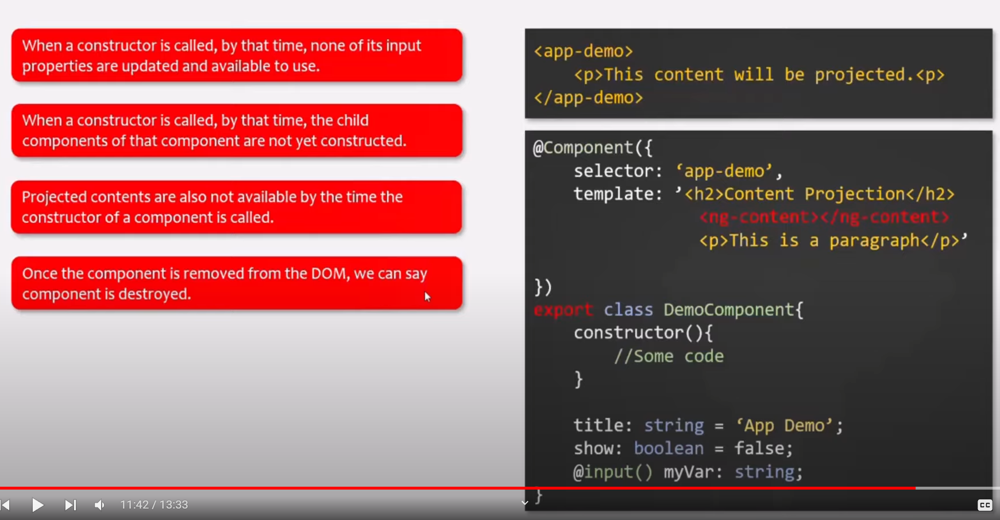 When a constructor is called, by that time, none of its input
properties are updated and available to use.
When a constructor is called, by that time, the child
components of that component are not yet constructed.
Projected contents are also not available by the time the
constructor of a component is called.
Once the component is removed from the DOM, we can say
component is destroyed.
<app-demo>
<p>This content will be projected.<p>
</app-demo>
@Component({
selector: ‘app-demo’,
template: ’<h2>Content Projection</h2>
<ng-content></ng-content>
<p>This is a paragraph</p>’
})
export class DemoComponent{
constructor(){
//Some code
}
title: string = ‘App Demo’;
show: boolean = false;
@input() myVar: string;
}
11:42 / 13:33
CC